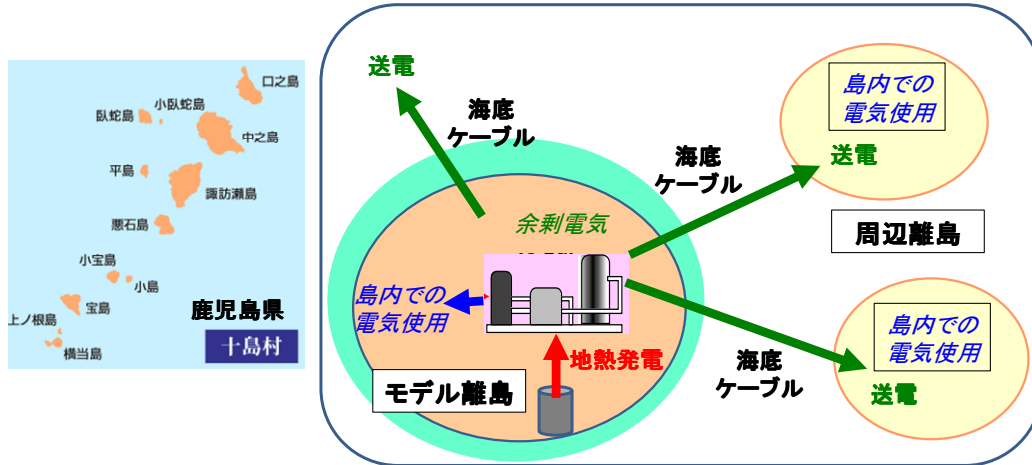 口之島
小臥蛇島
臥蛇島
中之島
平島
諏訪瀬島
悪石島
小宝島
小島
宝島
上ノ根島
横当島
鹿児島県
十島村
送電
海底
ケーブル
海底
ケーブル
島内での
電気使用
送電
周辺離島
余剰電気
島内での
電気使用
地熱発電
モデル離島
海底
ケーブル
島内での
電気使用
送電